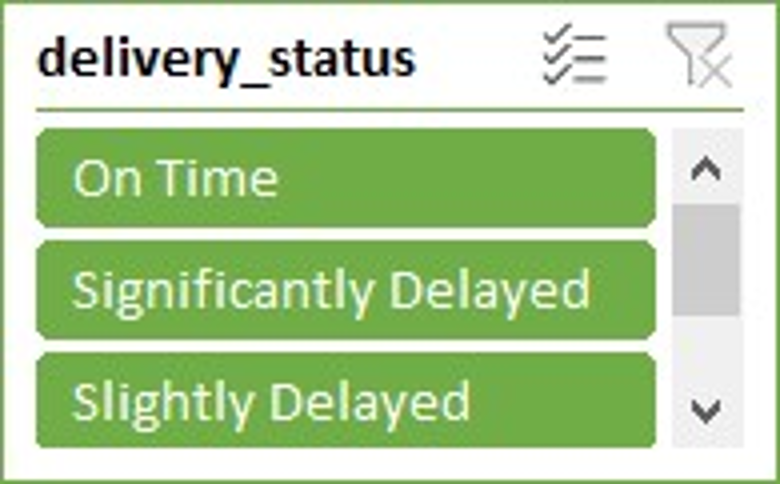 delivery_status
On Time
Significantly Delayed
Slightly Delayed